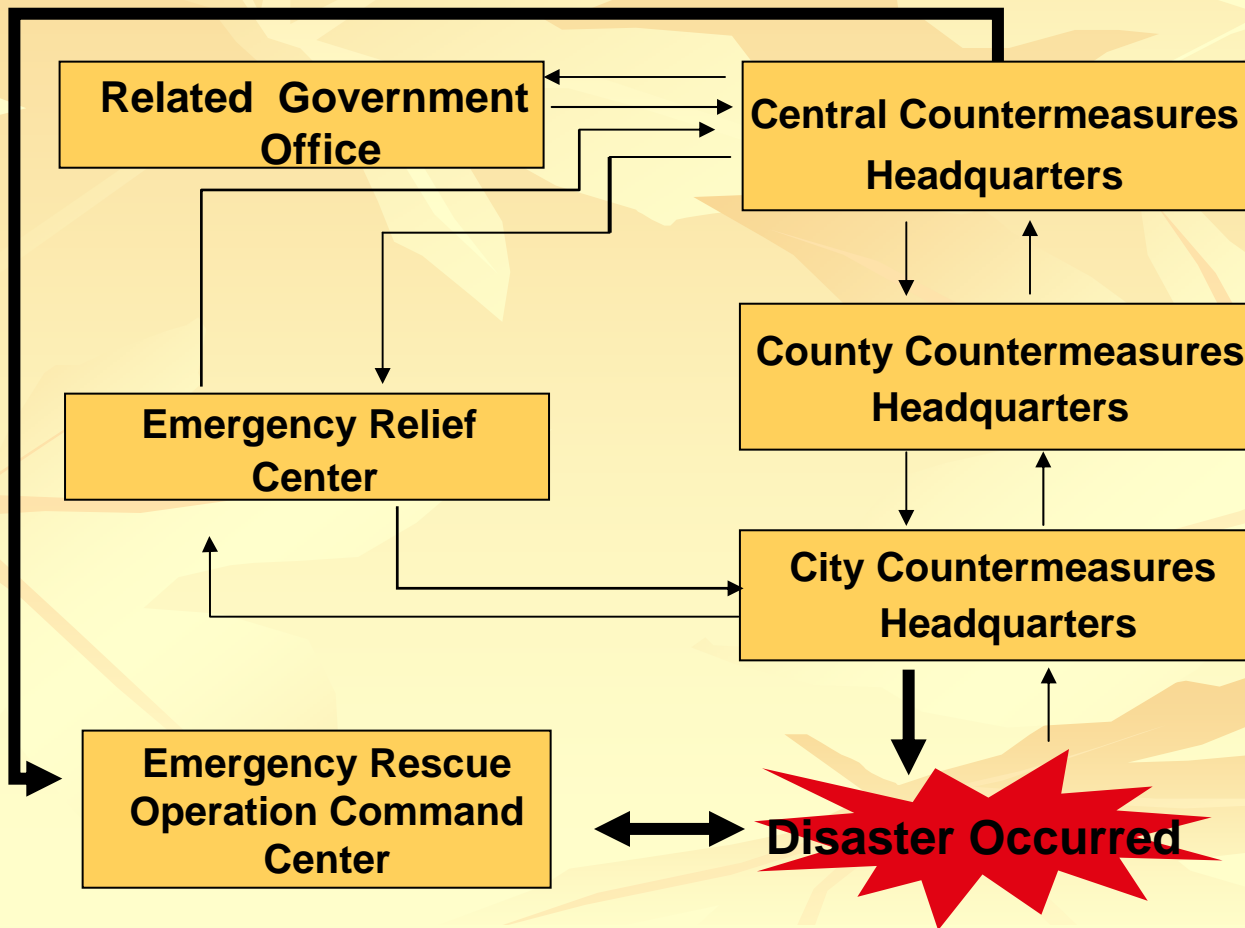 Related Government
Office
Central Countermeasures
Headquarters
County Countermeasures
Headquarters
Emergency Relief
Center
City Countermeasures
Headquarters
Emergency Rescue
Operation Command
Center
Disaster Occurred